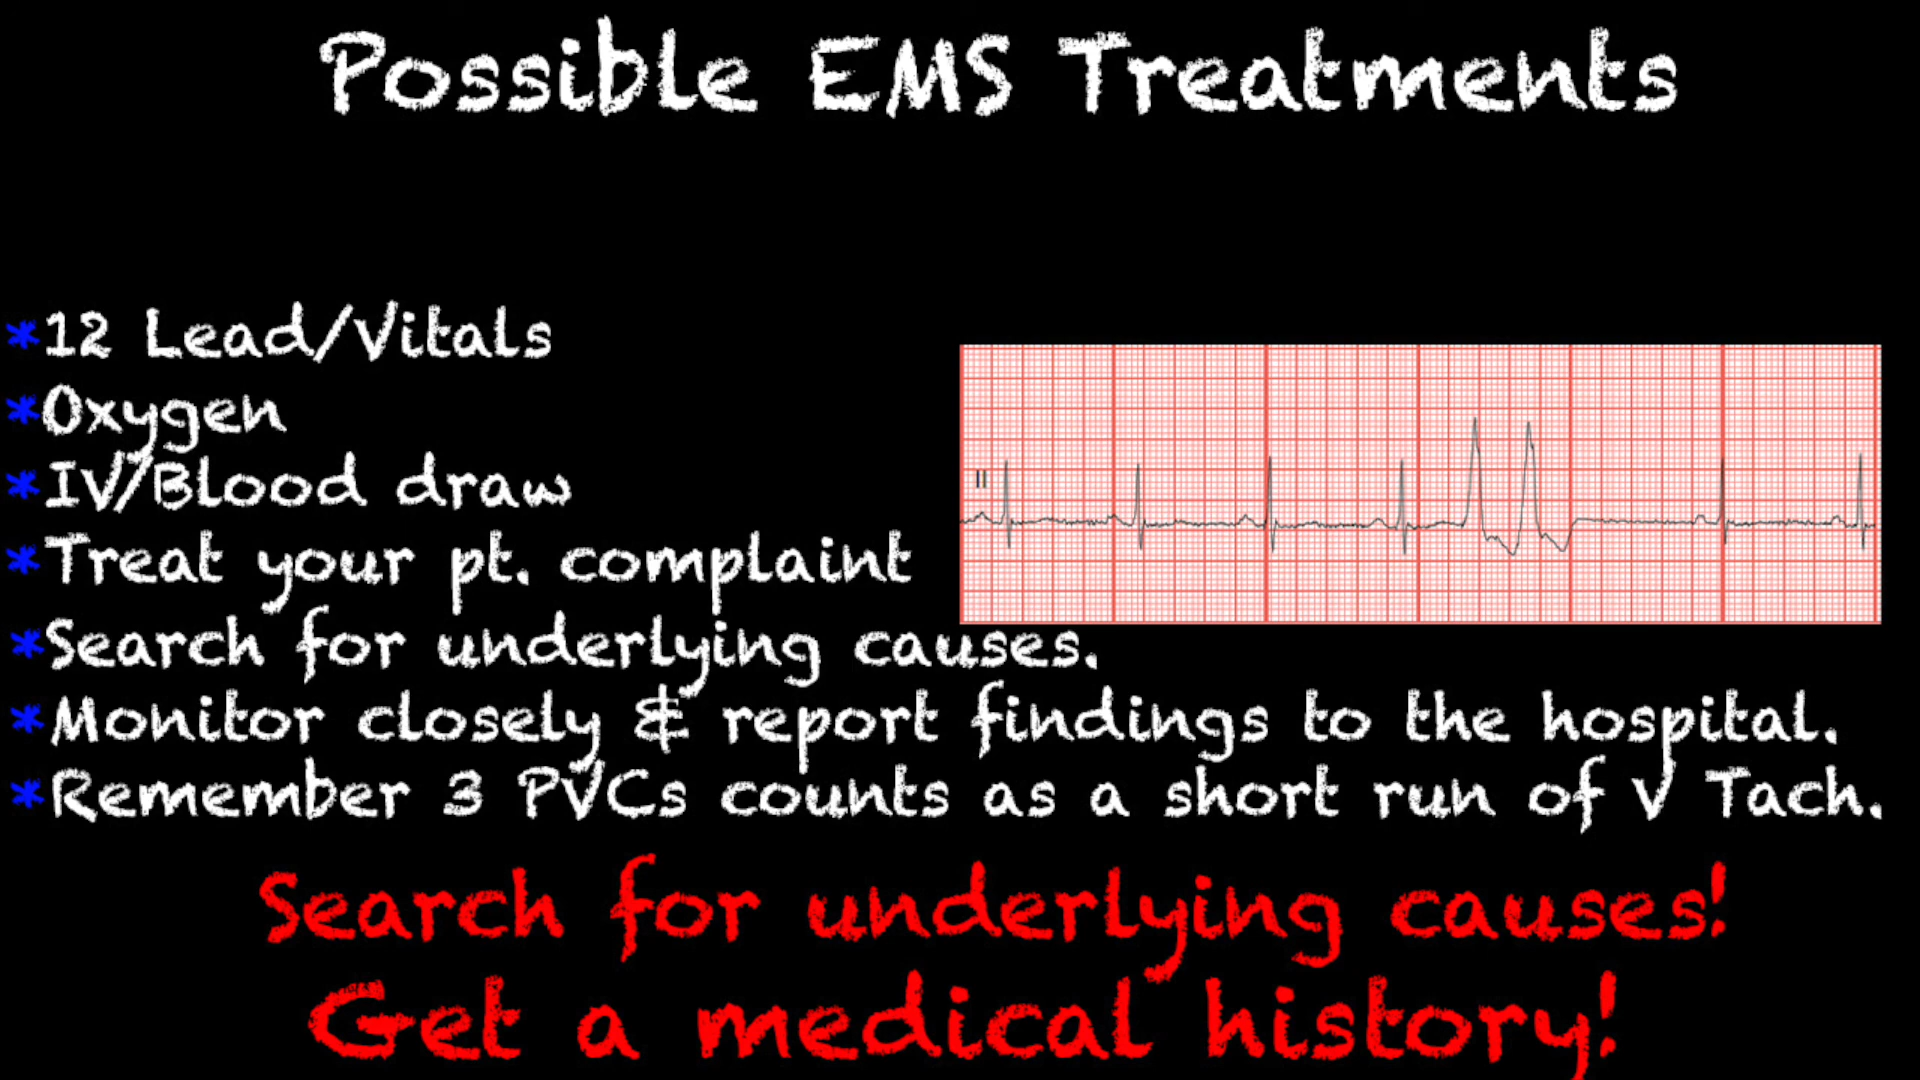 Possible EMS Treatments
*12 Lead/Vitals
*Oxygen
*IV/Blood draw
*Treat your pt. complaint
II
*Search for underlying causes.
*Monitor closely & report findings to the hospital.
*Remember 3 PVCs counts as a short run of V Tach.
Search for underlying causes!
Get a medical history!